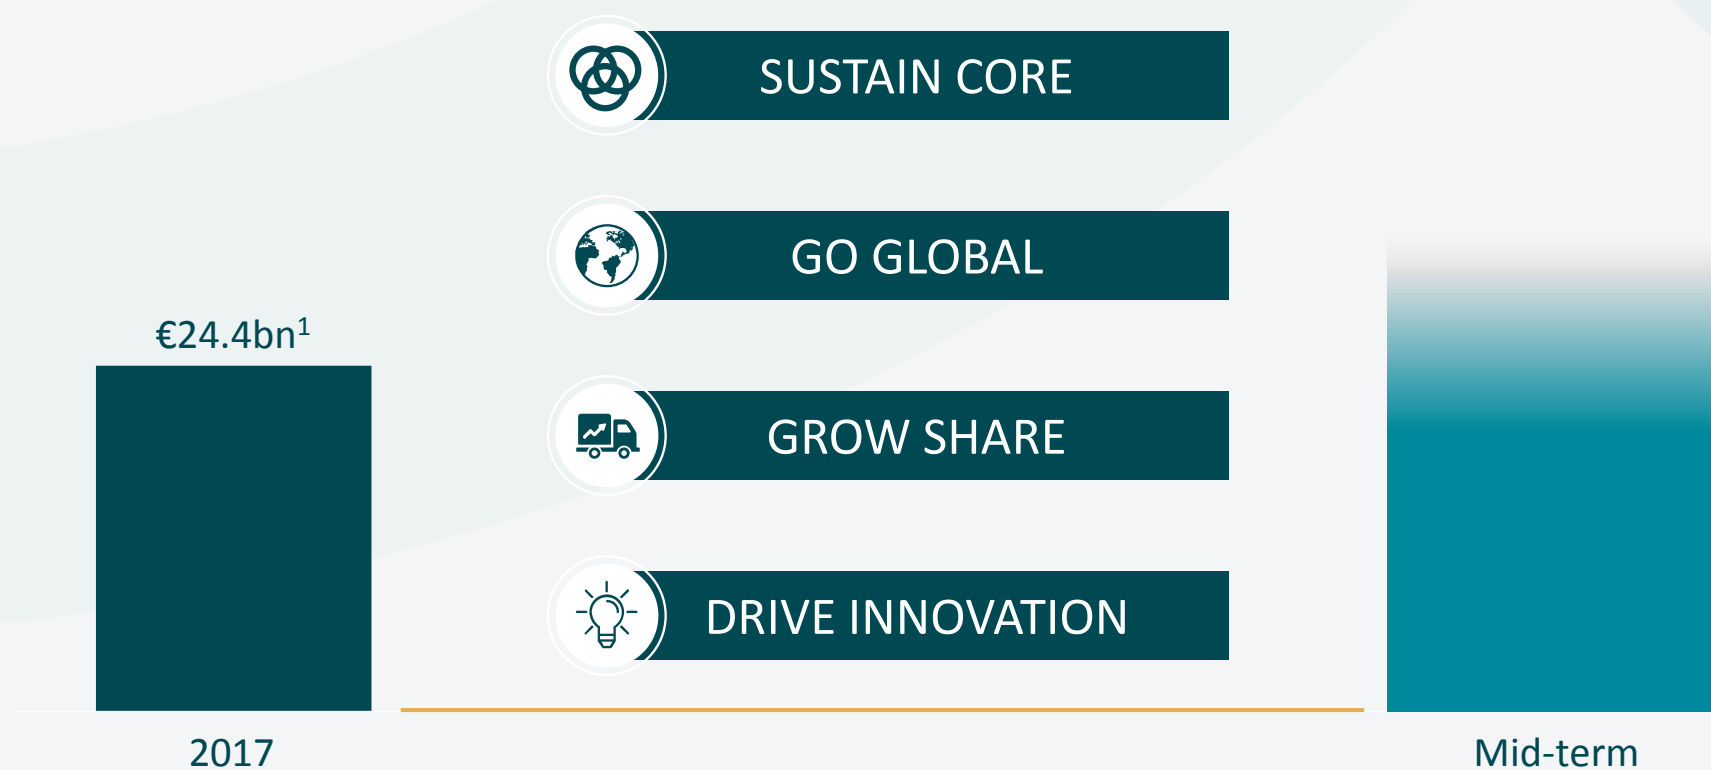 SUSTAIN CORE
GO GLOBAL
€24.4bn¹
GROW SHARE
DRIVE INNOVATION
2017
Mid-term